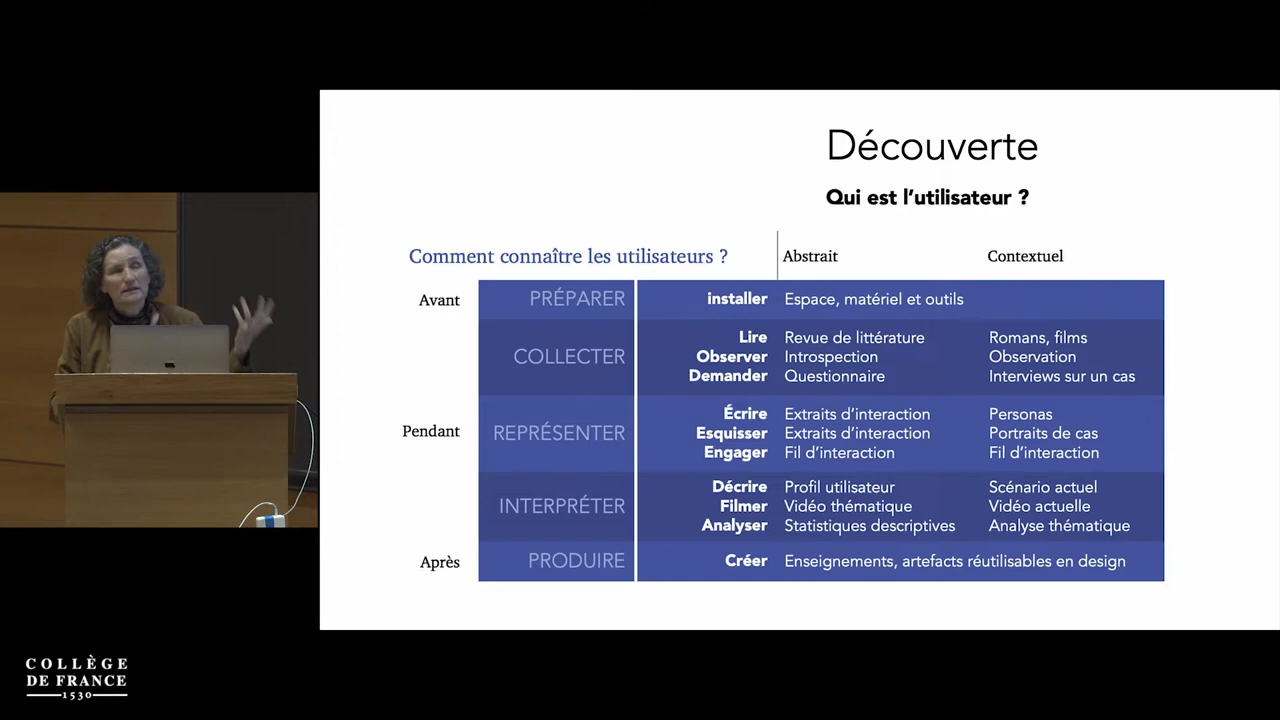 Découverte
Qui est l'utilisateur ?
Comment connaître les utilisateurs ? Abstrait Contextuel
Avant PRÉPARER installer Espace, matériel et outils
Lire Revue de littérature Romans, films
COLLECTER Observer Introspection Observation
Demander Questionnaire Interviews sur un cas
Écrire Extraits d'interaction Personas
Pendant REPRÉSENTER Esquisser Extraits d'interaction Portraits de cas
Engager Fil d'interaction Fil d'interaction
Décrire Profil utilisateur Scénario actuel
INTERPRÉTER Filmer Vidéo thématique Vidéo actuelle
Analyser Statistiques descriptives Analyse thématique
Après PRODUIRE Créer Enseignements, artefacts réutilisables en design
COLLÈGE
DE FRANCE
1530